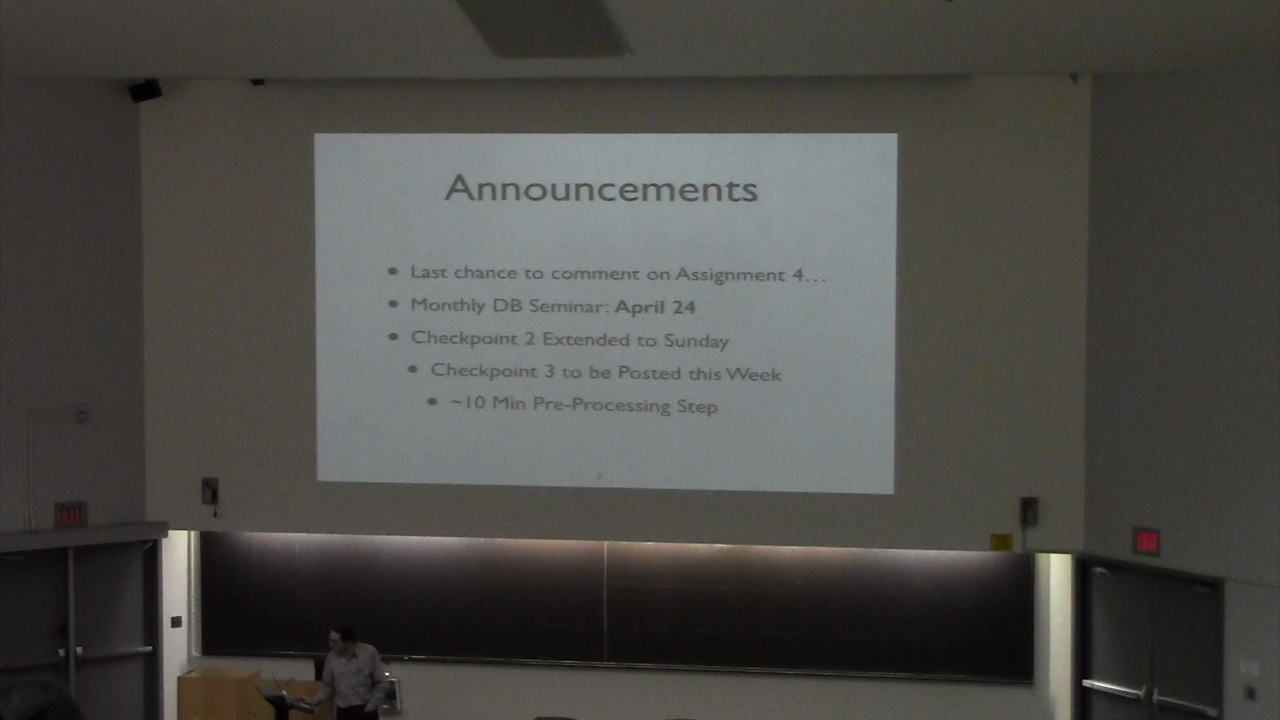 Announcements
Last chance to comment on Assignment 4...
Monthly DB Seminar: April 24
Checkpoint 2 Extended to Sunday
Checkpoint 3 to be Posted this Week
~10 Min Pre-Processing Step